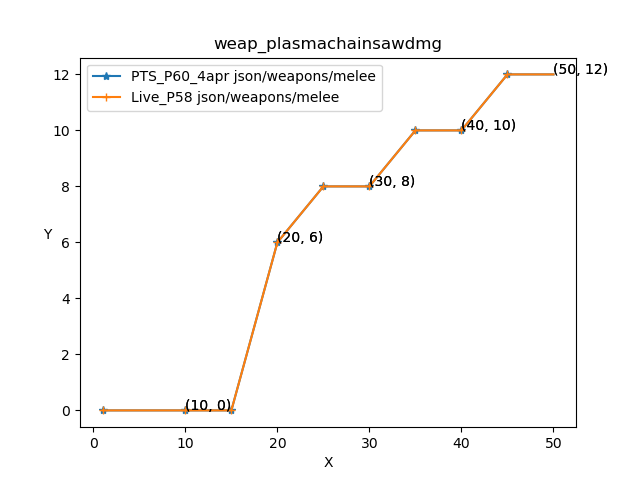 weap_plasmachainsawdmg
PTS_P60_4apr json/weapons/melee
Live_P58 json/weapons/melee
(50, 12)
(40, 10)
(30, 8)
(20, 6)
(10, 0)
12
10
8
6
4
2
0
Y
0 10 20 30 40 50
X